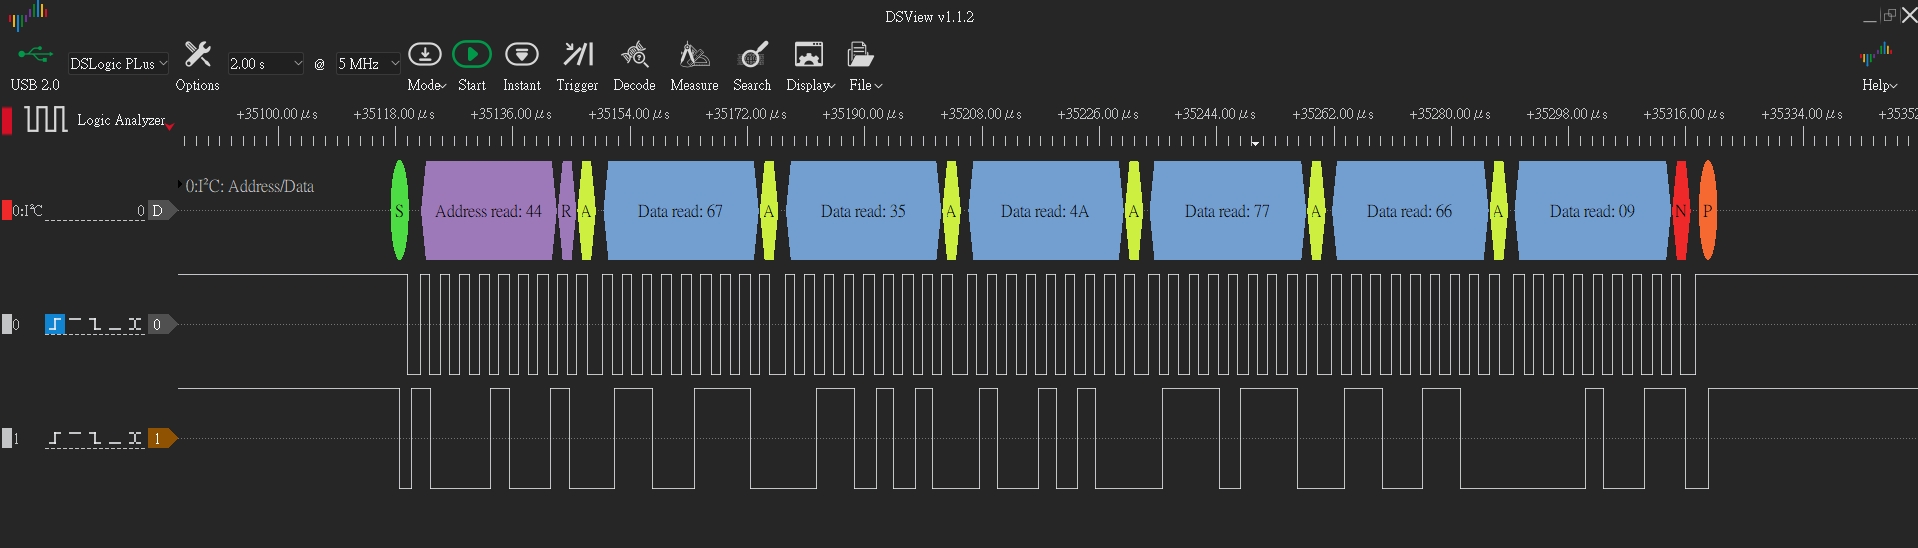 DSView v1.1.2
USB 2.0
DSLogic PLus
Options
2.00 s
@
5 MHz
Mode
Start
Instant
Trigger
Decode
Measure
Search
Display
File
Help
Logic Analyzer
+35100.00 μs +35118.00 μs +35136.00 μs +35154.00 μs +35172.00 μs +35190.00 μs +35208.00 μs +35226.00 μs +35244.00 μs +35262.00 μs +35280.00 μs +35298.00 μs +35316.00 μs +35334.00 μs +35352
0:I²C: Address/Data
0:I²C 0 D
S Address read: 44 R A Data read: 67 A Data read: 35 A Data read: 4A A Data read: 77 A Data read: 66 A Data read: 09 N P
0 0
1 1